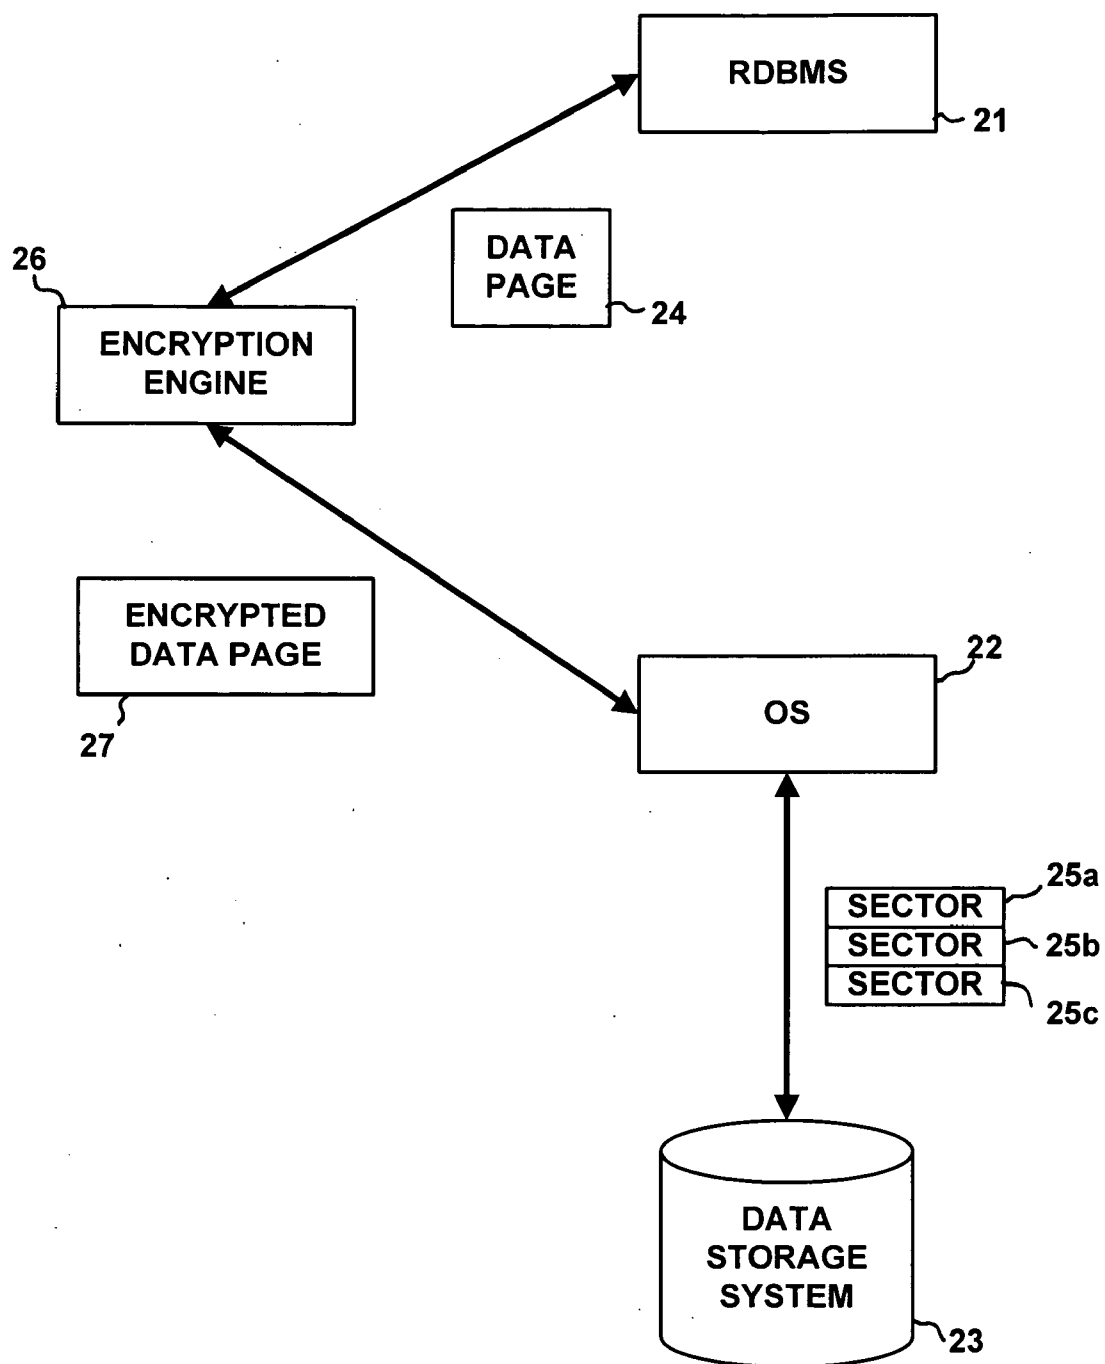 RDBMS
21
DATA
PAGE
24
26
ENCRYPTION
ENGINE
ENCRYPTED
DATA PAGE
27
22
OS
25a
SECTOR
SECTOR
25b
SECTOR
25c
DATA
STORAGE
SYSTEM
23